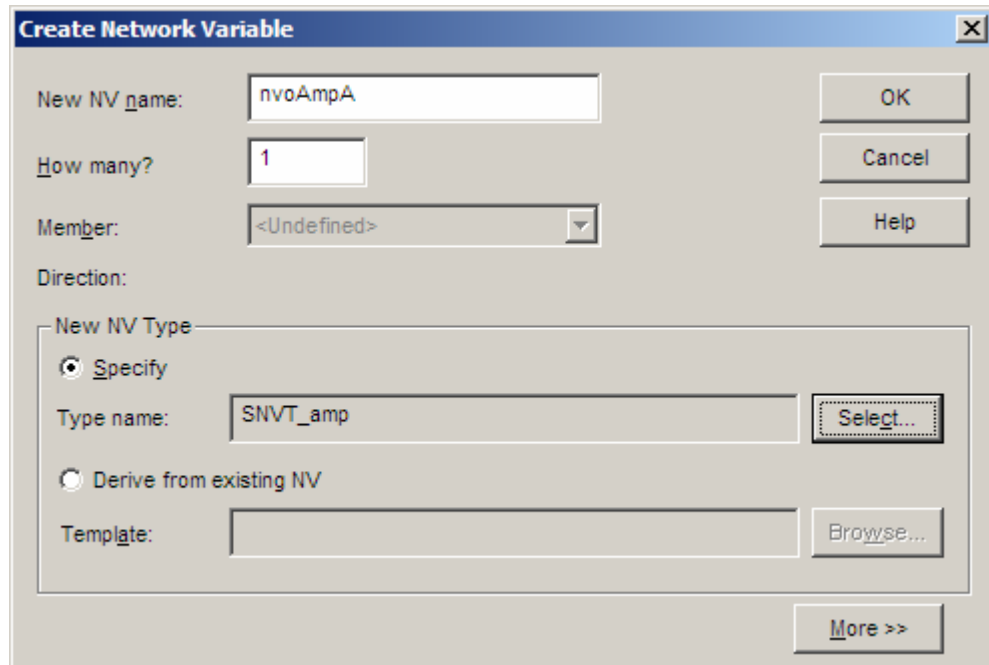 Create Network Variable
New NV name: nvoAmpA OK
How many? 1 Cancel
Member: <Undefined> Help
Direction:
New NV Type
Specify
Type name: SNVT_amp Select...
Derive from existing NV
Template: Browse...
More >>